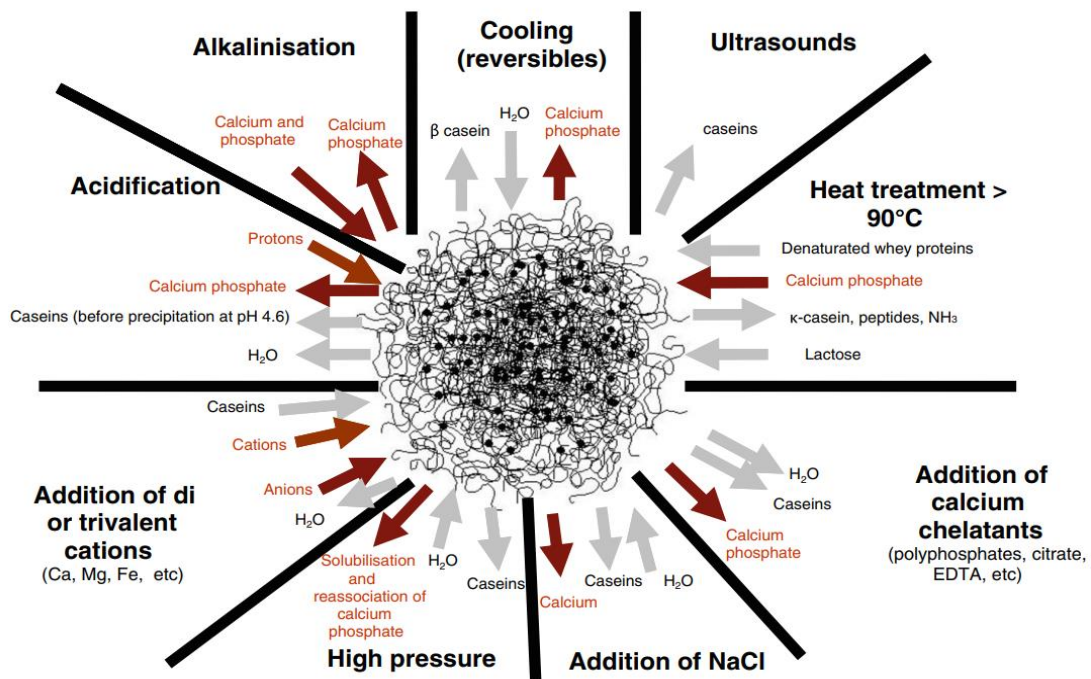 Alkalinisation
Calcium and
phosphate
Calcium
phosphate
Cooling
(reversibles)
β casein
H₂O
Calcium
phosphate
Ultrasounds
caseins
Heat treatment >
90°C
Denaturated whey proteins
Calcium phosphate
κ-casein, peptides, NH₃
Lactose
Acidification
Protons
Calcium phosphate
Caseins (before precipitation at pH 4.6)
H₂O
Caseins
Cations
Anions
H₂O
Addition of di
or trivalent
cations
(Ca, Mg, Fe, etc)
Solubilisation
and
reassociation of
calcium
phosphate
H₂O
Caseins
High pressure
Calcium
Caseins
H₂O
Addition of NaCl
H₂O
Caseins
Calcium
phosphate
Addition of
calcium
chelatants
(polyphosphates, citrate,
EDTA, etc)